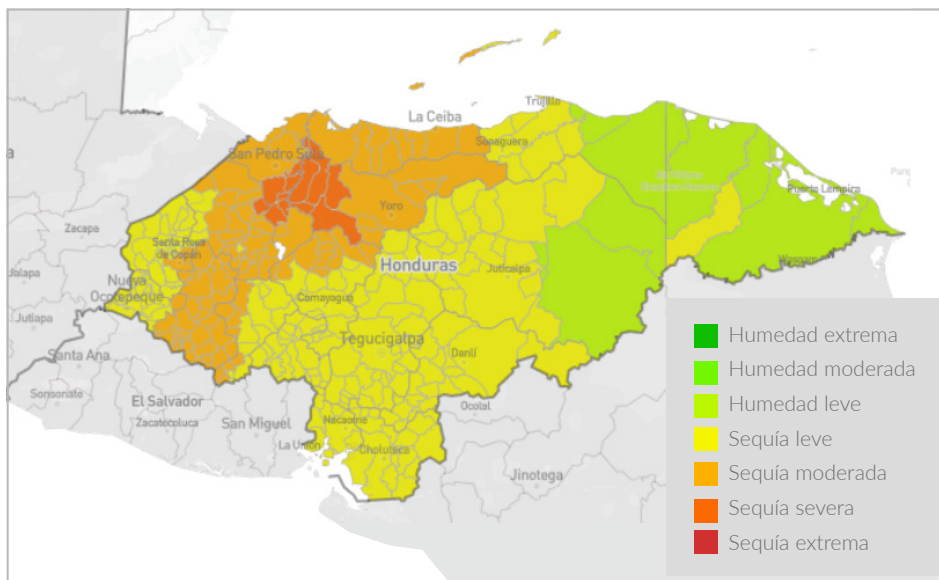 La Ceiba
Trujillo
San Pedro Sula
Sonaguera
Puerto Lempira
Yoro
Zacapa
Santa Rosa
de Copán
Honduras
Jalapa
Nueva
Ocotepeque
Comayagua
Juticalpa
Jutiapa
Tegucigalpa
Santa Ana
Danlí
Sonsonate
El Salvador
Zacatecoluca
San Miguel
Nacaome
Ocotal
La Unión
Choluteca
Jinotega
Humedad extrema
Humedad moderada
Humedad leve
Sequía leve
Sequía moderada
Sequía severa
Sequía extrema